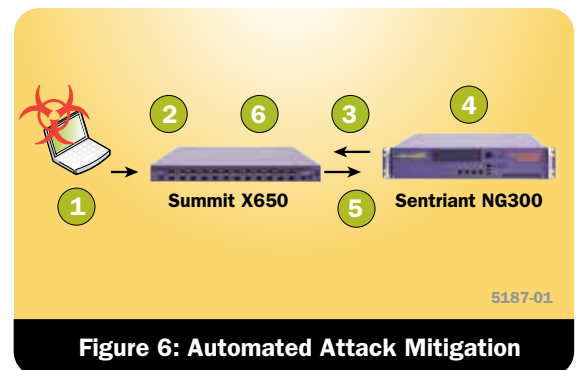 2
6
3
4
1
5
Summit X650
Sentriant NG300
5187-01
Figure 6: Automated Attack Mitigation